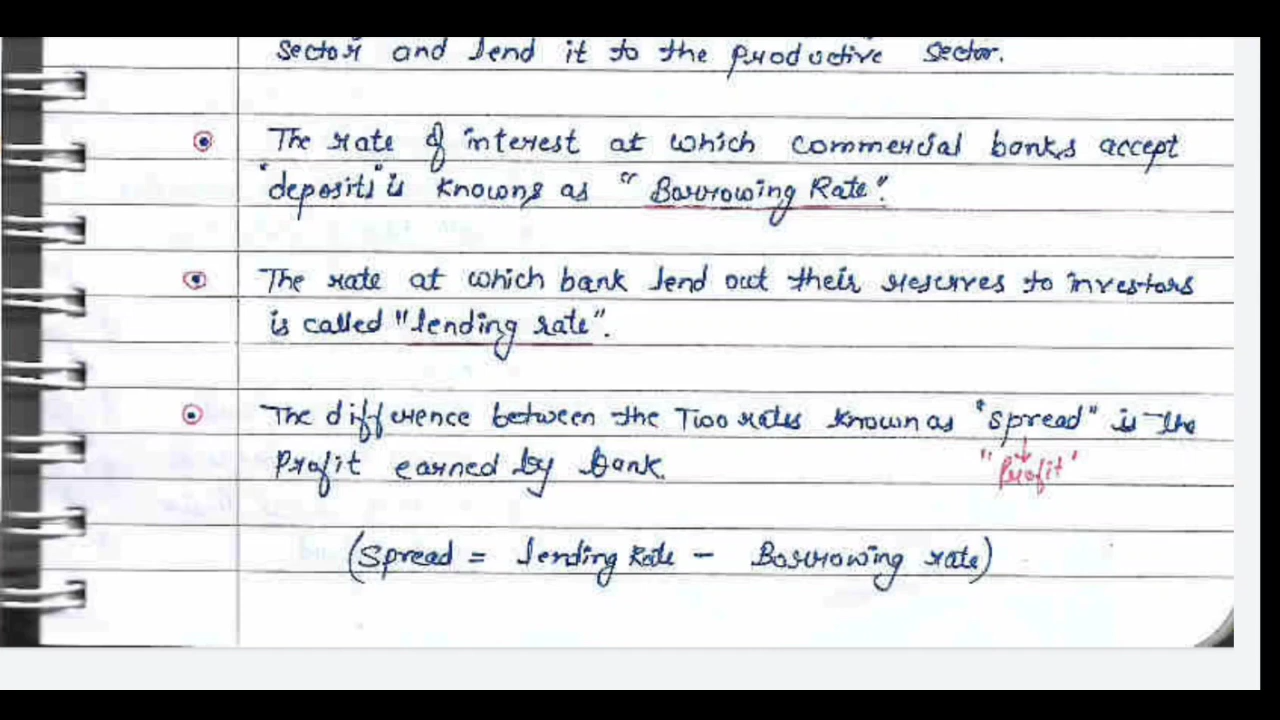 sector and lend it to the productive sector.
The rate of interest at which commercial banks accept
"deposits" is knowns as "Borrowing Rate".
The rate at which bank lend out their reserves to investors
is called "lending rate".
The difference between the Two rates known as "spread" is the
Profit earned by bank.
"Profit"
(Spread = lending Rate - Borrowing rate)